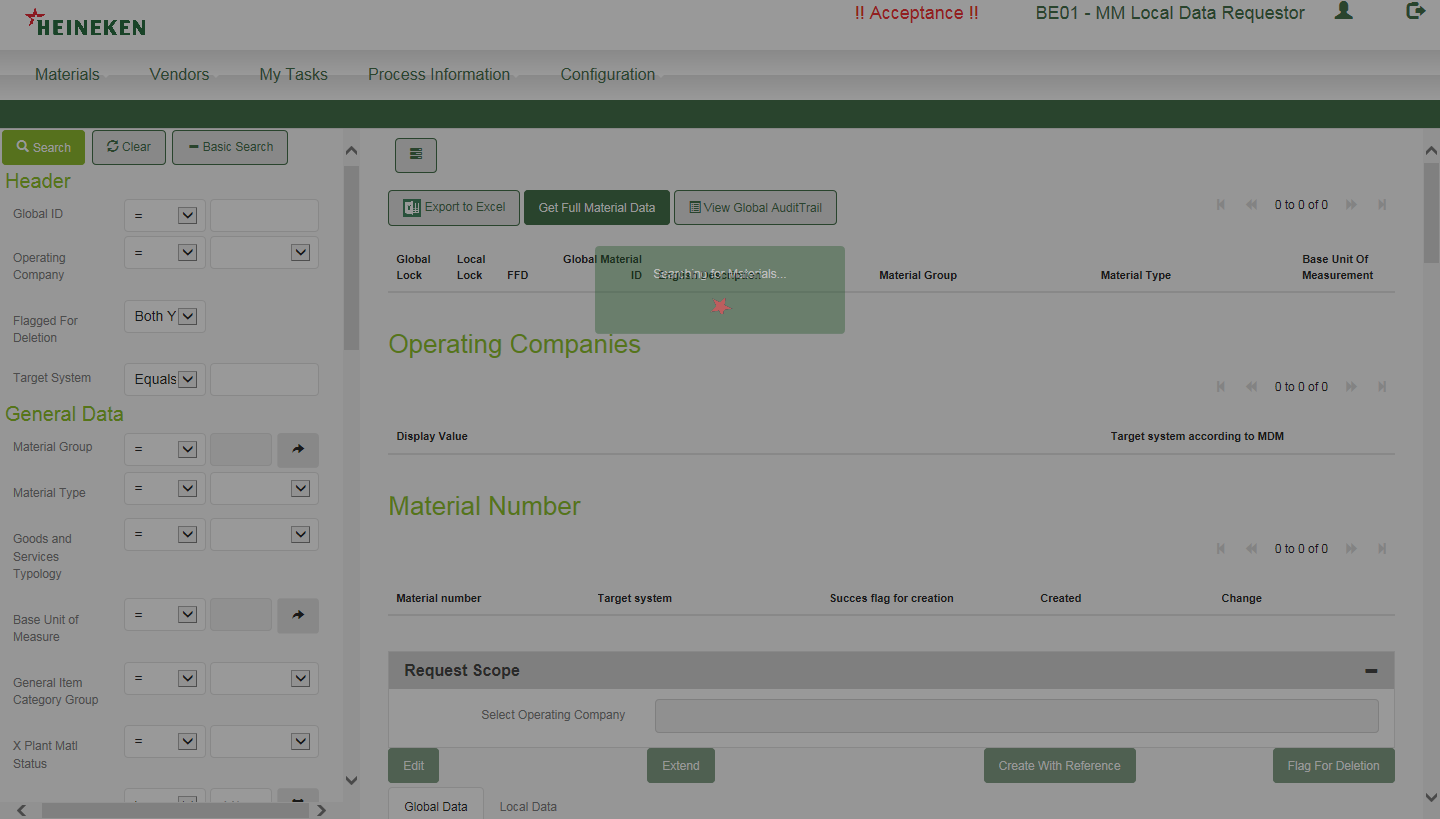 HEINEKEN
!! Acceptance !!
BE01 - MM Local Data Requestor
Materials
Vendors
My Tasks
Process Information
Configuration
Search
Clear
Basic Search
Header
Global ID
=
Operating
Company
=
Flagged For
Deletion
Both Y
Target System
Equals
General Data
Material Group
=
Material Type
=
Goods and
Services
Typology
=
Base Unit of
Measure
=
General Item
Category Group
=
X Plant Matl
Status
=
Export to Excel
Get Full Material Data
View Global AuditTrail
0 to 0 of 0
Global
Lock
Local
Lock
FFD
Global Material
ID
Material Group
Material Type
Base Unit Of
Measurement
Searching for Materials...
Operating Companies
0 to 0 of 0
Display Value
Target system according to MDM
Material Number
0 to 0 of 0
Material number
Target system
Succes flag for creation
Created
Change
Request Scope
Select Operating Company
Edit
Extend
Create With Reference
Flag For Deletion
Global Data
Local Data